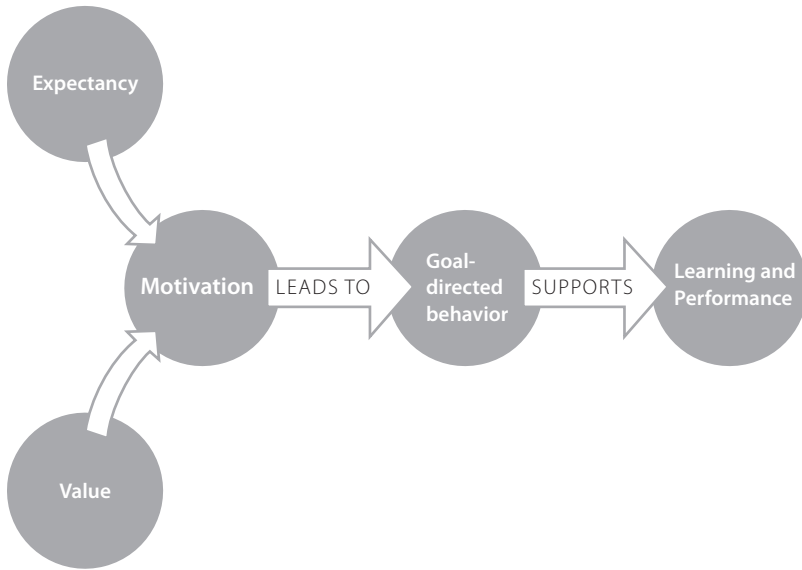 Expectancy
Motivation
LEADS TO
Goal-
directed
behavior
SUPPORTS
Learning and
Performance
Value